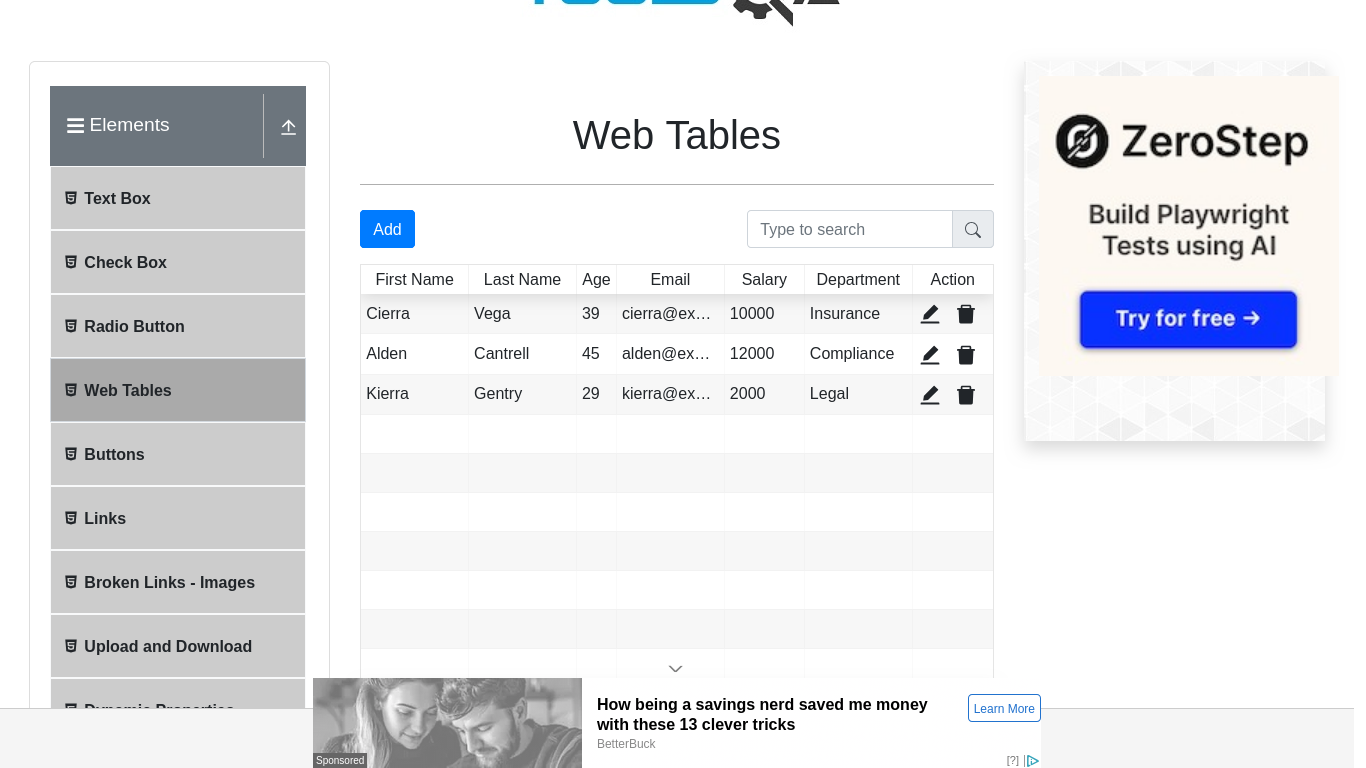 Elements
Text Box
Check Box
Radio Button
Web Tables
Buttons
Links
Broken Links - Images
Upload and Download
Web Tables
Add
Type to search
First Name Last Name Age Email Salary Department Action
Cierra Vega 39 cierra@ex… 10000 Insurance
Alden Cantrell 45 alden@ex… 12000 Compliance
Kierra Gentry 29 kierra@ex… 2000 Legal
ZeroStep
Build Playwright
Tests using AI
Try for free →
How being a savings nerd saved me money
with these 13 clever tricks
BetterBuck
Learn More
Sponsored
[?]